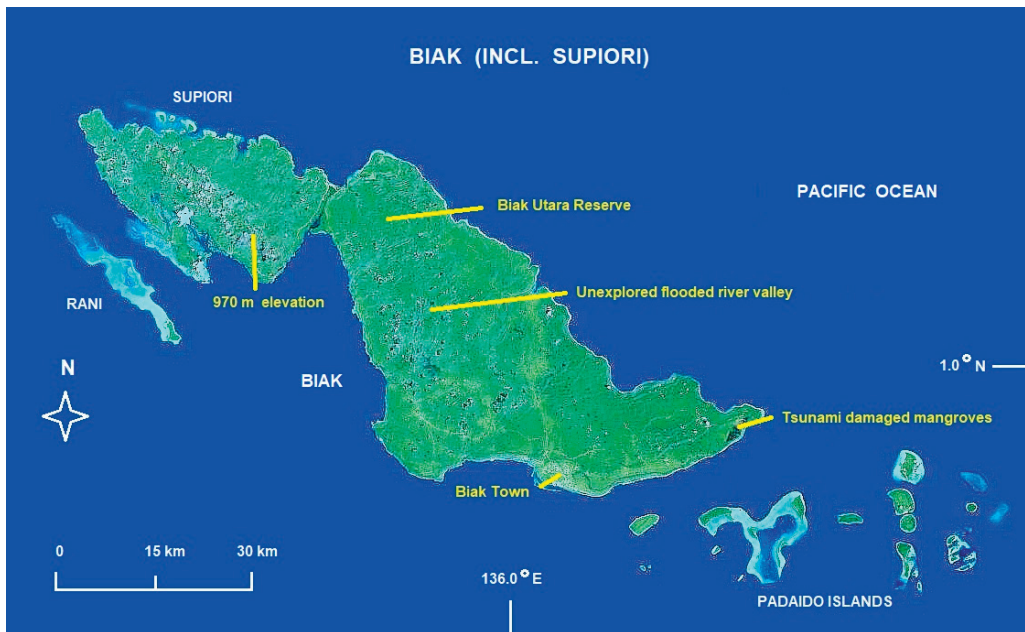 BIAK (INCL. SUPIORI)
SUPIORI
PACIFIC OCEAN
Biak Utara Reserve
970 m elevation
Unexplored flooded river valley
RANI
N
BIAK
1.0° N
Tsunami damaged mangroves
Biak Town
0 15 km 30 km
136.0° E
PADAIDO ISLANDS